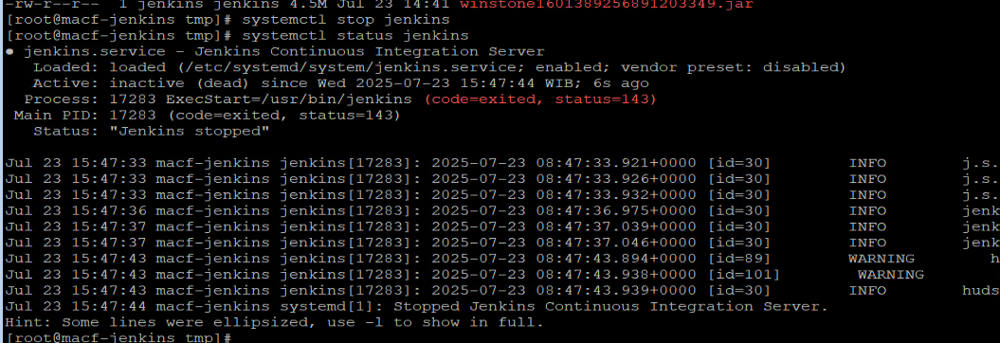 -rw-r--r-- 1 jenkins jenkins 4.5M Jul 23 14:41 winstone1601389256891203349.jar
[root@macf-jenkins tmp]# systemctl stop jenkins
[root@macf-jenkins tmp]# systemctl status jenkins
● jenkins.service - Jenkins Continuous Integration Server
Loaded: loaded (/etc/systemd/system/jenkins.service; enabled; vendor preset: disabled)
Active: inactive (dead) since Wed 2025-07-23 15:47:44 WIB; 6s ago
Process: 17283 ExecStart=/usr/bin/jenkins (code=exited, status=143)
Main PID: 17283 (code=exited, status=143)
Status: "Jenkins stopped"
Jul 23 15:47:33 macf-jenkins jenkins[17283]: 2025-07-23 08:47:33.921+0000 [id=30] INFO j.s.
Jul 23 15:47:33 macf-jenkins jenkins[17283]: 2025-07-23 08:47:33.926+0000 [id=30] INFO j.s.
Jul 23 15:47:33 macf-jenkins jenkins[17283]: 2025-07-23 08:47:33.932+0000 [id=30] INFO j.s.
Jul 23 15:47:36 macf-jenkins jenkins[17283]: 2025-07-23 08:47:36.975+0000 [id=30] INFO jenk
Jul 23 15:47:37 macf-jenkins jenkins[17283]: 2025-07-23 08:47:37.039+0000 [id=30] INFO jenk
Jul 23 15:47:37 macf-jenkins jenkins[17283]: 2025-07-23 08:47:37.046+0000 [id=30] INFO jenk
Jul 23 15:47:43 macf-jenkins jenkins[17283]: 2025-07-23 08:47:43.894+0000 [id=89] WARNING h
Jul 23 15:47:43 macf-jenkins jenkins[17283]: 2025-07-23 08:47:43.938+0000 [id=101] WARNING
Jul 23 15:47:43 macf-jenkins jenkins[17283]: 2025-07-23 08:47:43.939+0000 [id=30] INFO huds
Jul 23 15:47:44 macf-jenkins systemd[1]: Stopped Jenkins Continuous Integration Server.
Hint: Some lines were ellipsized, use -l to show in full.
[root@macf-jenkins tmp]#